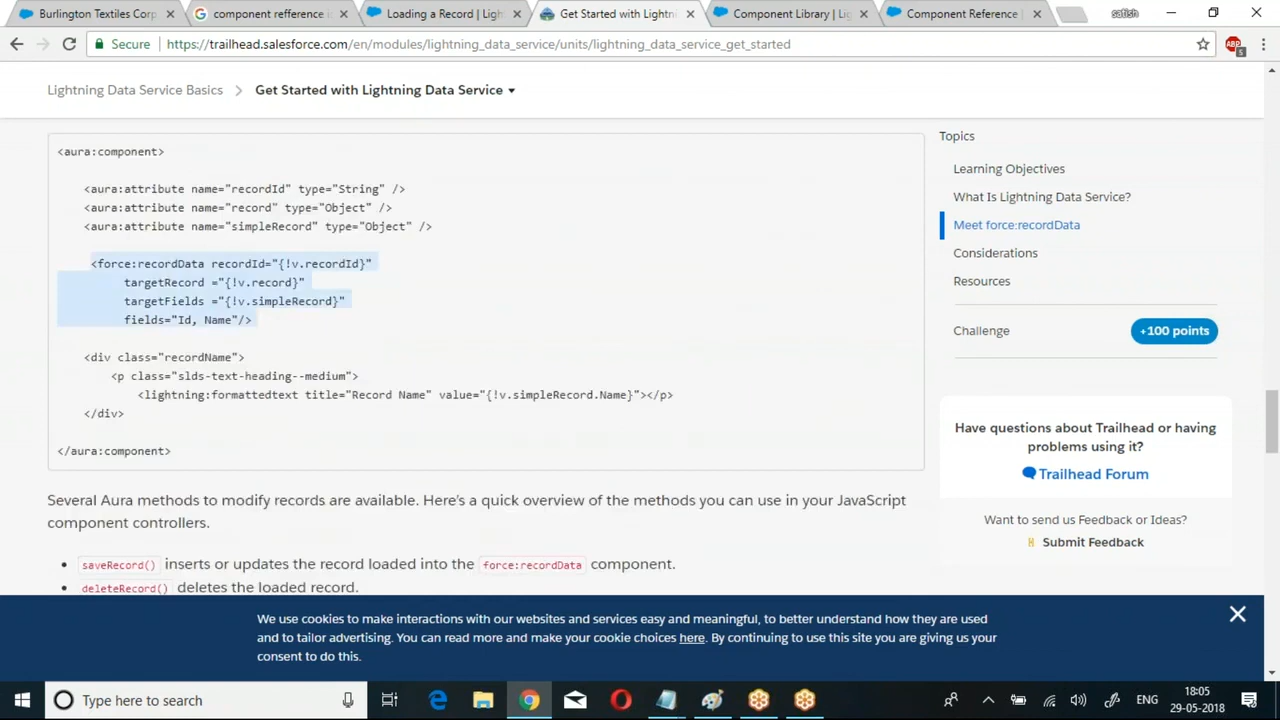 Burlington Textiles Corp
component refference i
Loading a Record | Ligh
Get Started with Lightni
Component Library | Lig
Component Reference |
satish
Secure
https://trailhead.salesforce.com/en/modules/lightning_data_service/units/lightning_data_service_get_started
ABP
5
Lightning Data Service Basics > Get Started with Lightning Data Service
<aura:component>
<aura:attribute name="recordId" type="String" />
<aura:attribute name="record" type="Object" />
<aura:attribute name="simpleRecord" type="Object" />
<force:recordData recordId="{!v.recordId}"
targetRecord ="{!v.record}"
targetFields ="{!v.simpleRecord}"
fields="Id, Name"/>
<div class="recordName">
<p class="slds-text-heading--medium">
<lightning:formattedtext title="Record Name" value="{!v.simpleRecord.Name}"></p>
</div>
</aura:component>
Several Aura methods to modify records are available. Here's a quick overview of the methods you can use in your JavaScript
component controllers.
• saveRecord() inserts or updates the record loaded into the force:recordData component.
• deleteRecord() deletes the loaded record.
Topics
Learning Objectives
What Is Lightning Data Service?
Meet force:recordData
Considerations
Resources
Challenge
+100 points
Have questions about Trailhead or having
problems using it?
Trailhead Forum
Want to send us Feedback or Ideas?
Submit Feedback
We use cookies to make interactions with our websites and services easy and meaningful, to better understand how they are used
and to tailor advertising. You can read more and make your cookie choices here. By continuing to use this site you are giving us your
consent to do this.
Type here to search
ENG
18:05
29-05-2018